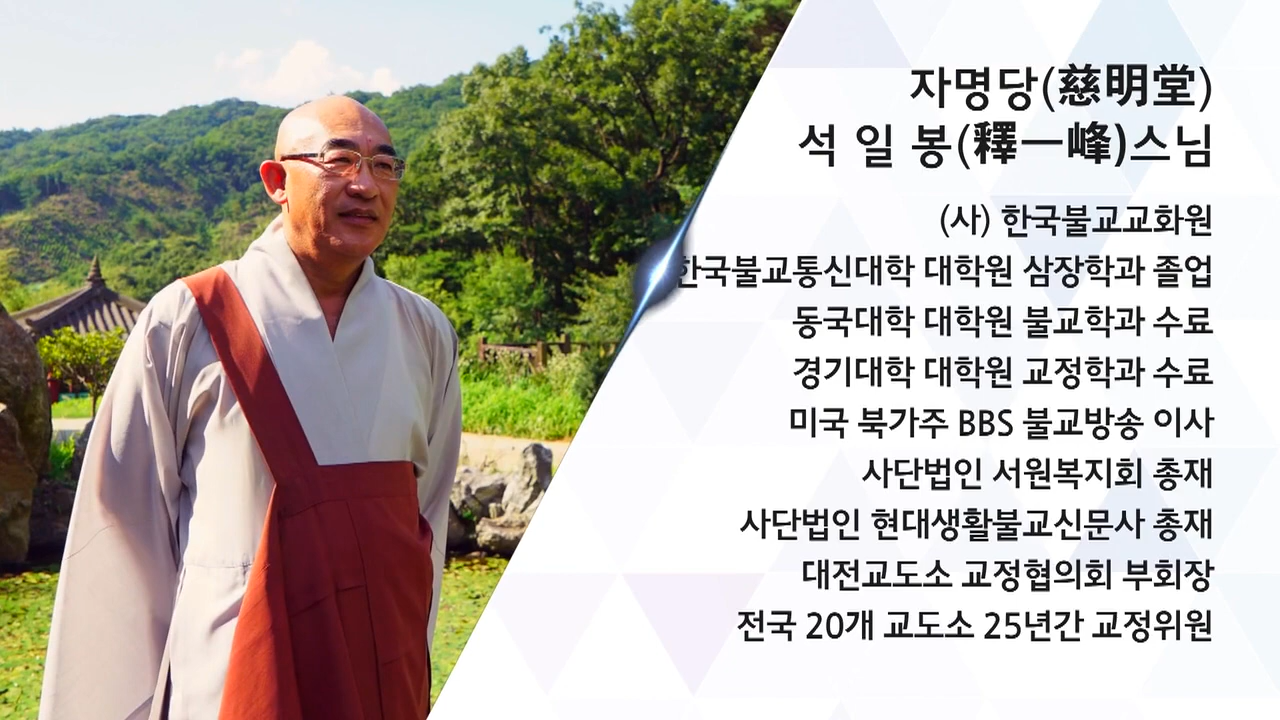 자명당(慈明堂)
석 일 봉(釋一峰)스님
(사) 한국불교교화원
한국불교통신대학 대학원 삼장학과 졸업
동국대학 대학원 불교학과 수료
경기대학 대학원 교정학과 수료
미국 북가주 BBS 불교방송 이사
사단법인 서원복지회 총재
사단법인 현대생활불교신문사 총재
대전교도소 교정협의회 부회장
전국 20개 교도소 25년간 교정위원